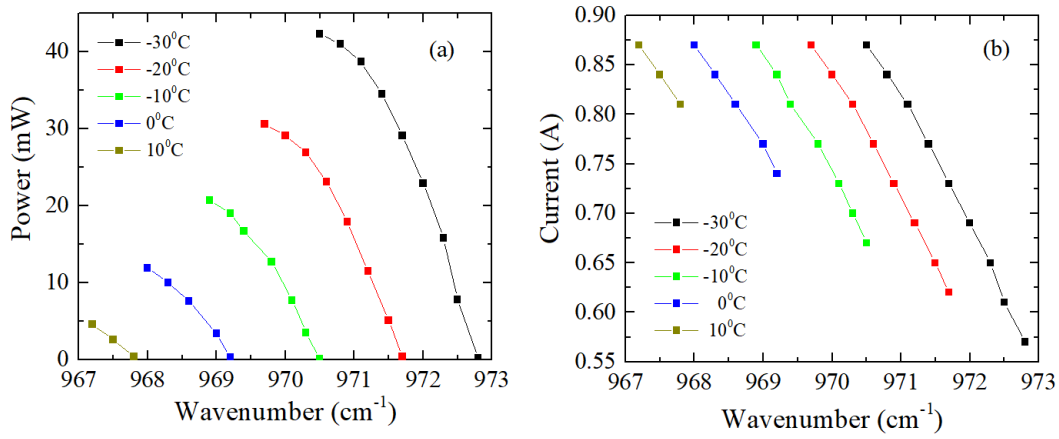 (a)
-30⁰C
-20⁰C
-10⁰C
0⁰C
10⁰C
Power (mW)
40
30
20
10
0
967 968 969 970 971 972 973
Wavenumber (cm⁻¹)
(b)
Current (A)
0.90
0.85
0.80
0.75
0.70
0.65
0.60
0.55
-30⁰C
-20⁰C
-10⁰C
0⁰C
10⁰C
967 968 969 970 971 972 973
Wavenumber (cm⁻¹)